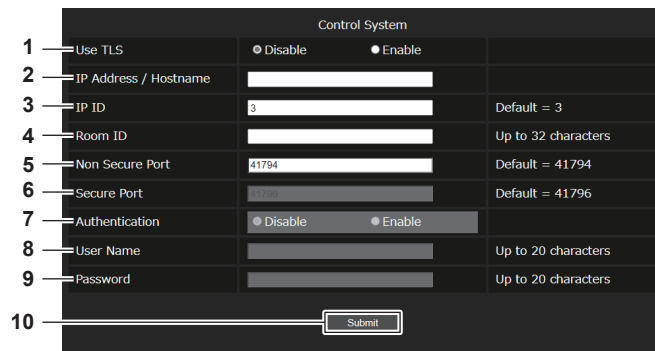 Control System
1 Use TLS Disable Enable
2 IP Address / Hostname
3 IP ID 3 Default = 3
4 Room ID Up to 32 characters
5 Non Secure Port 41794 Default = 41794
6 Secure Port 41796 Default = 41796
7 Authentication Disable Enable
8 User Name Up to 20 characters
9 Password Up to 20 characters
10 Submit